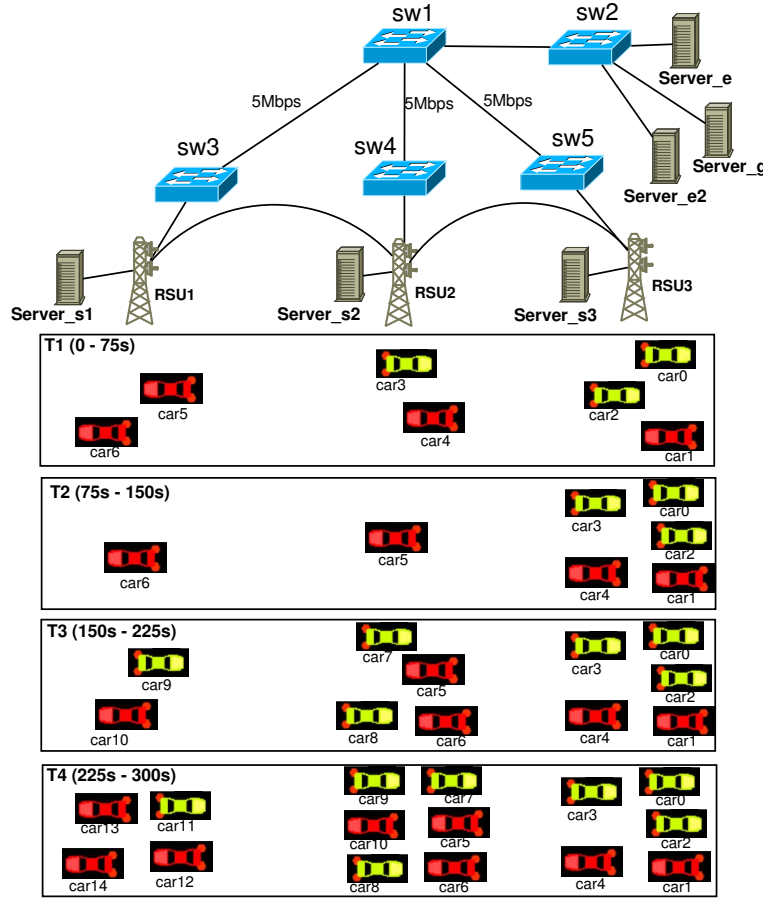 sw1
sw2
Server_e
5Mbps
5Mbps
5Mbps
sw3
sw4
sw5
Server_g
Server_e2
RSU1
RSU2
RSU3
Server_s1
Server_s2
Server_s3
T1 (0 - 75s)
car0
car3
car2
car5
car4
car6
car1
T2 (75s - 150s)
car0
car3
car2
car5
car6
car4
car1
T3 (150s - 225s)
car7
car0
car3
car9
car5
car2
car10
car8
car6
car4
car1
T4 (225s - 300s)
car9
car7
car0
car3
car13
car11
car10
car5
car2
car14
car12
car8
car6
car4
car1